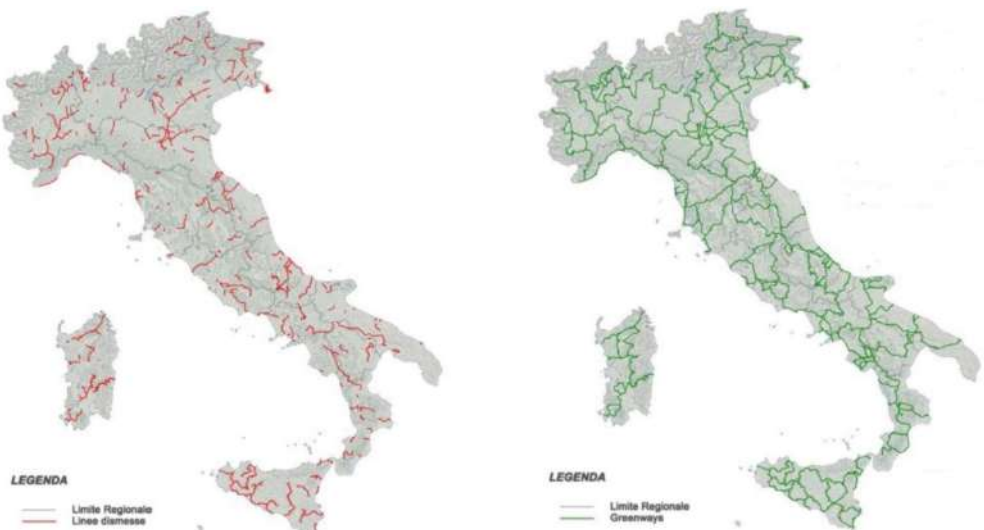 LEGENDA
Limite Regionale
Linee dismesse
LEGENDA
Limite Regionale
Greenways